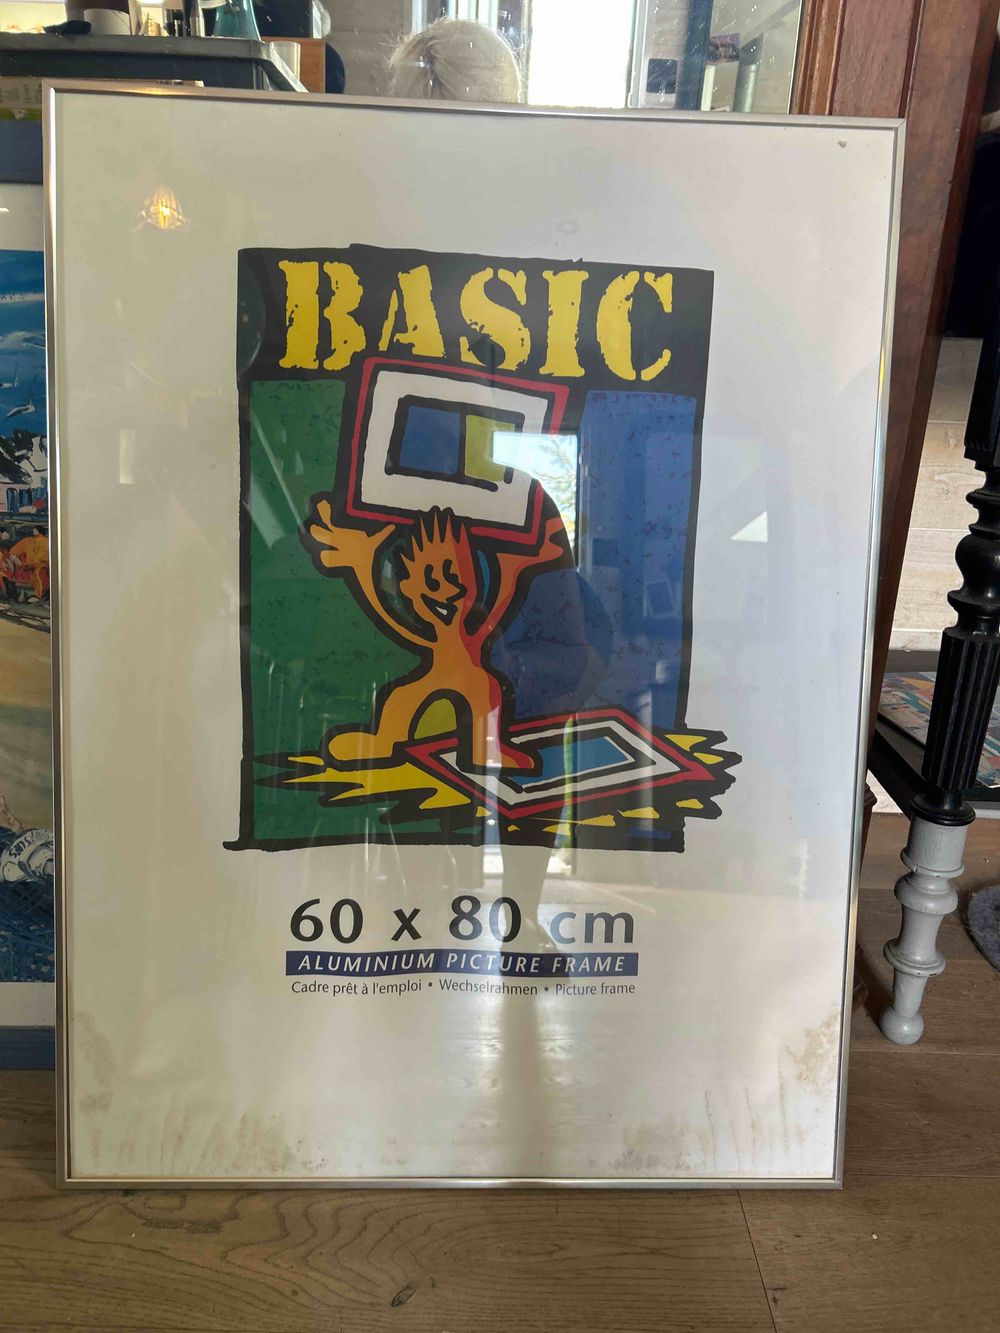 BASIC
60 x 80 cm
ALUMINIUM PICTURE FRAME
Cadre prêt à l'emploi • Wechselrahmen • Picture frame